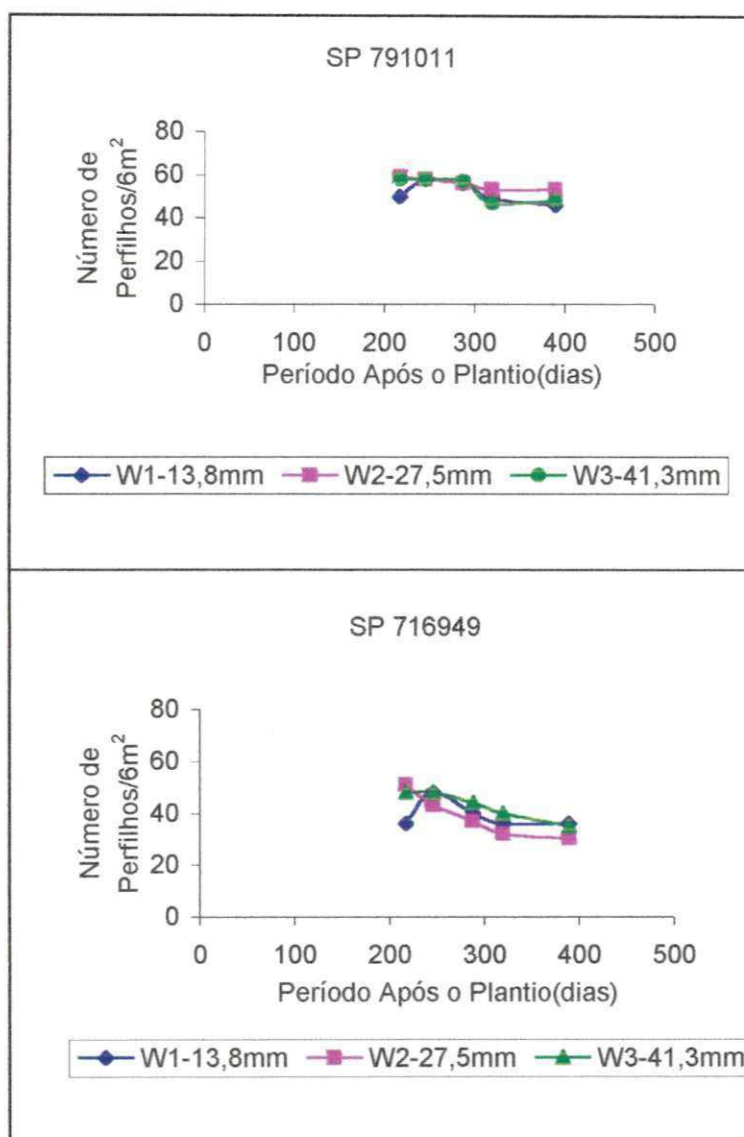 SP 791011
Número de
Perfilhos/6m²
80
60
40
20
0
0 100 200 300 400 500
Período Após o Plantio(dias)
W1-13,8mm W2-27,5mm W3-41,3mm
SP 716949
Número de
Perfilhos/6m²
80
60
40
20
0
0 100 200 300 400 500
Período Após o Plantio(dias)
W1-13,8mm W2-27,5mm W3-41,3mm